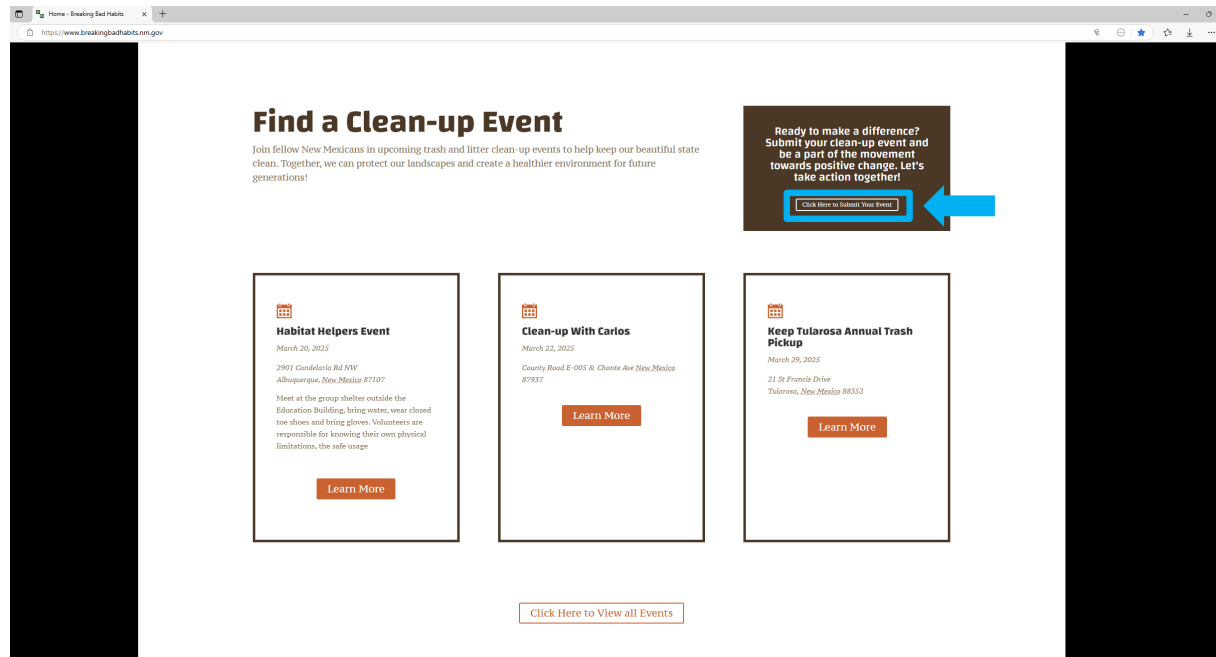 Home - Breaking Bad Habits
https://www.breakingbadhabits.nm.gov
Find a Clean-up Event
Join fellow New Mexicans in upcoming trash and litter clean-up events to help keep our beautiful state
clean. Together, we can protect our landscapes and create a healthier environment for future
generations!
Ready to make a difference?
Submit your clean-up event and
be a part of the movement
towards positive change. Let's
take action together!
Click Here to Submit Your Event
Habitat Helpers Event
March 20, 2025
2901 Candelaria Rd NW
Albuquerque, New Mexico 87107
Meet at the group shelter outside the
Education Building, bring water, wear closed
toe shoes and bring gloves. Volunteers are
responsible for knowing their own physical
limitations, the safe usage
Learn More
Clean-up With Carlos
March 22, 2025
County Road E-005 & Chonte Ave New Mexico
87937
Learn More
Keep Tularosa Annual Trash
Pickup
March 29, 2025
21 St Francis Drive
Tularosa, New Mexico 88352
Learn More
Click Here to View all Events